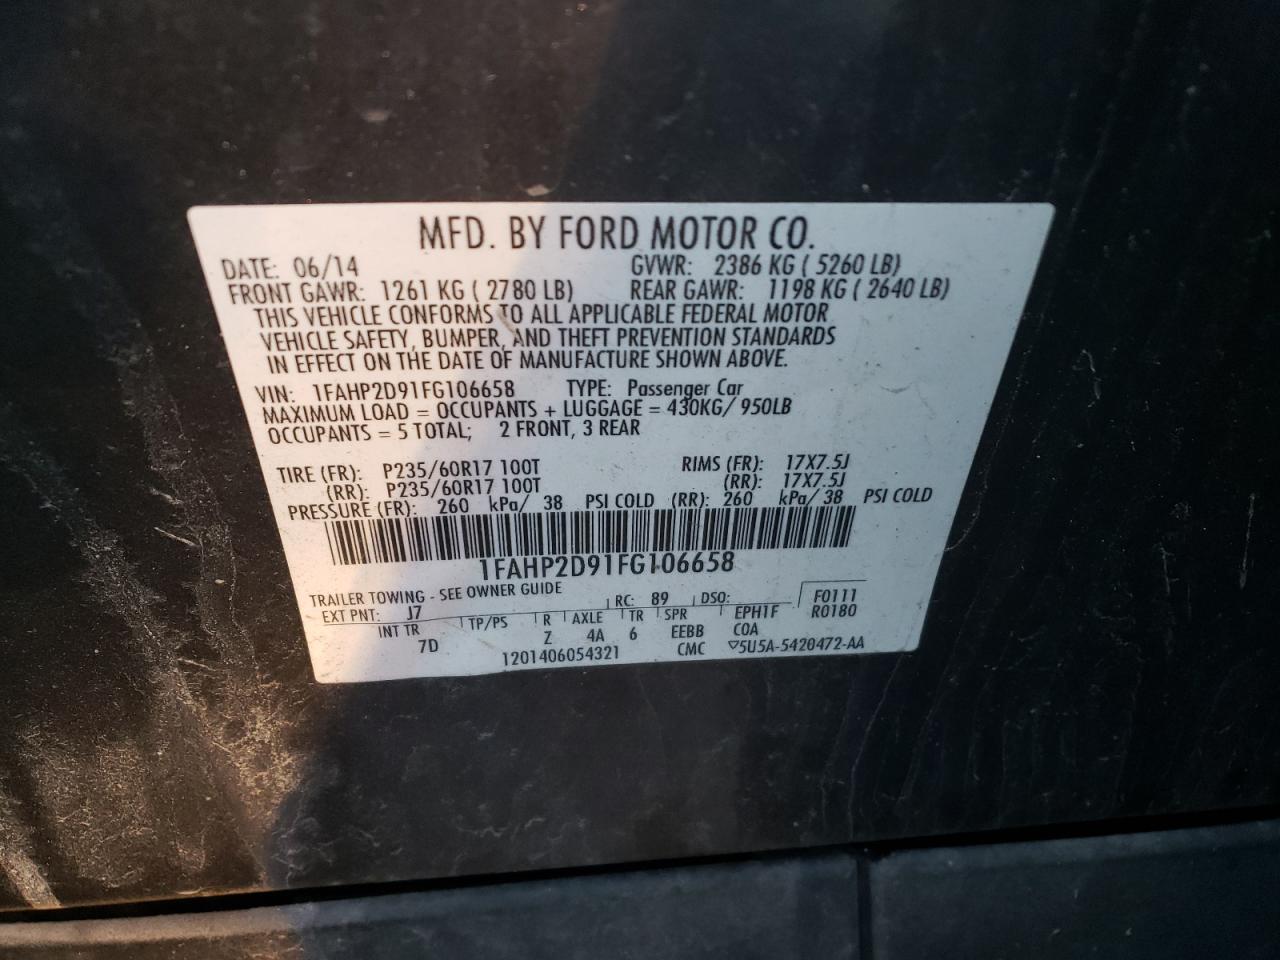 MFD. BY FORD MOTOR CO.
DATE: 06/14 GVWR: 2386 KG ( 5260 LB)
FRONT GAWR: 1261 KG ( 2780 LB) REAR GAWR: 1198 KG ( 2640 LB)
THIS VEHICLE CONFORMS TO ALL APPLICABLE FEDERAL MOTOR
VEHICLE SAFETY, BUMPER, AND THEFT PREVENTION STANDARDS
IN EFFECT ON THE DATE OF MANUFACTURE SHOWN ABOVE.
VIN: 1FAHP2D91FG106658 TYPE: Passenger Car
MAXIMUM LOAD = OCCUPANTS + LUGGAGE = 430KG/ 950LB
OCCUPANTS = 5 TOTAL; 2 FRONT, 3 REAR
TIRE (FR): P235/60R17 100T RIMS (FR): 17X7.5J
(RR): P235/60R17 100T (RR): 17X7.5J
PRESSURE (FR): 260 kPa/ 38 PSI COLD (RR): 260 kPa/ 38 PSI COLD
1FAHP2D91FG106658
TRAILER TOWING - SEE OWNER GUIDE
RC: 89 DSO: F0111
EXT PNT: J7 TP/PS R AXLE TR SPR EPH1F R0180
INT TR 7D Z 4A 6 EEBB COA
1201406054321 CMC ▽5U5A-5420472-AA